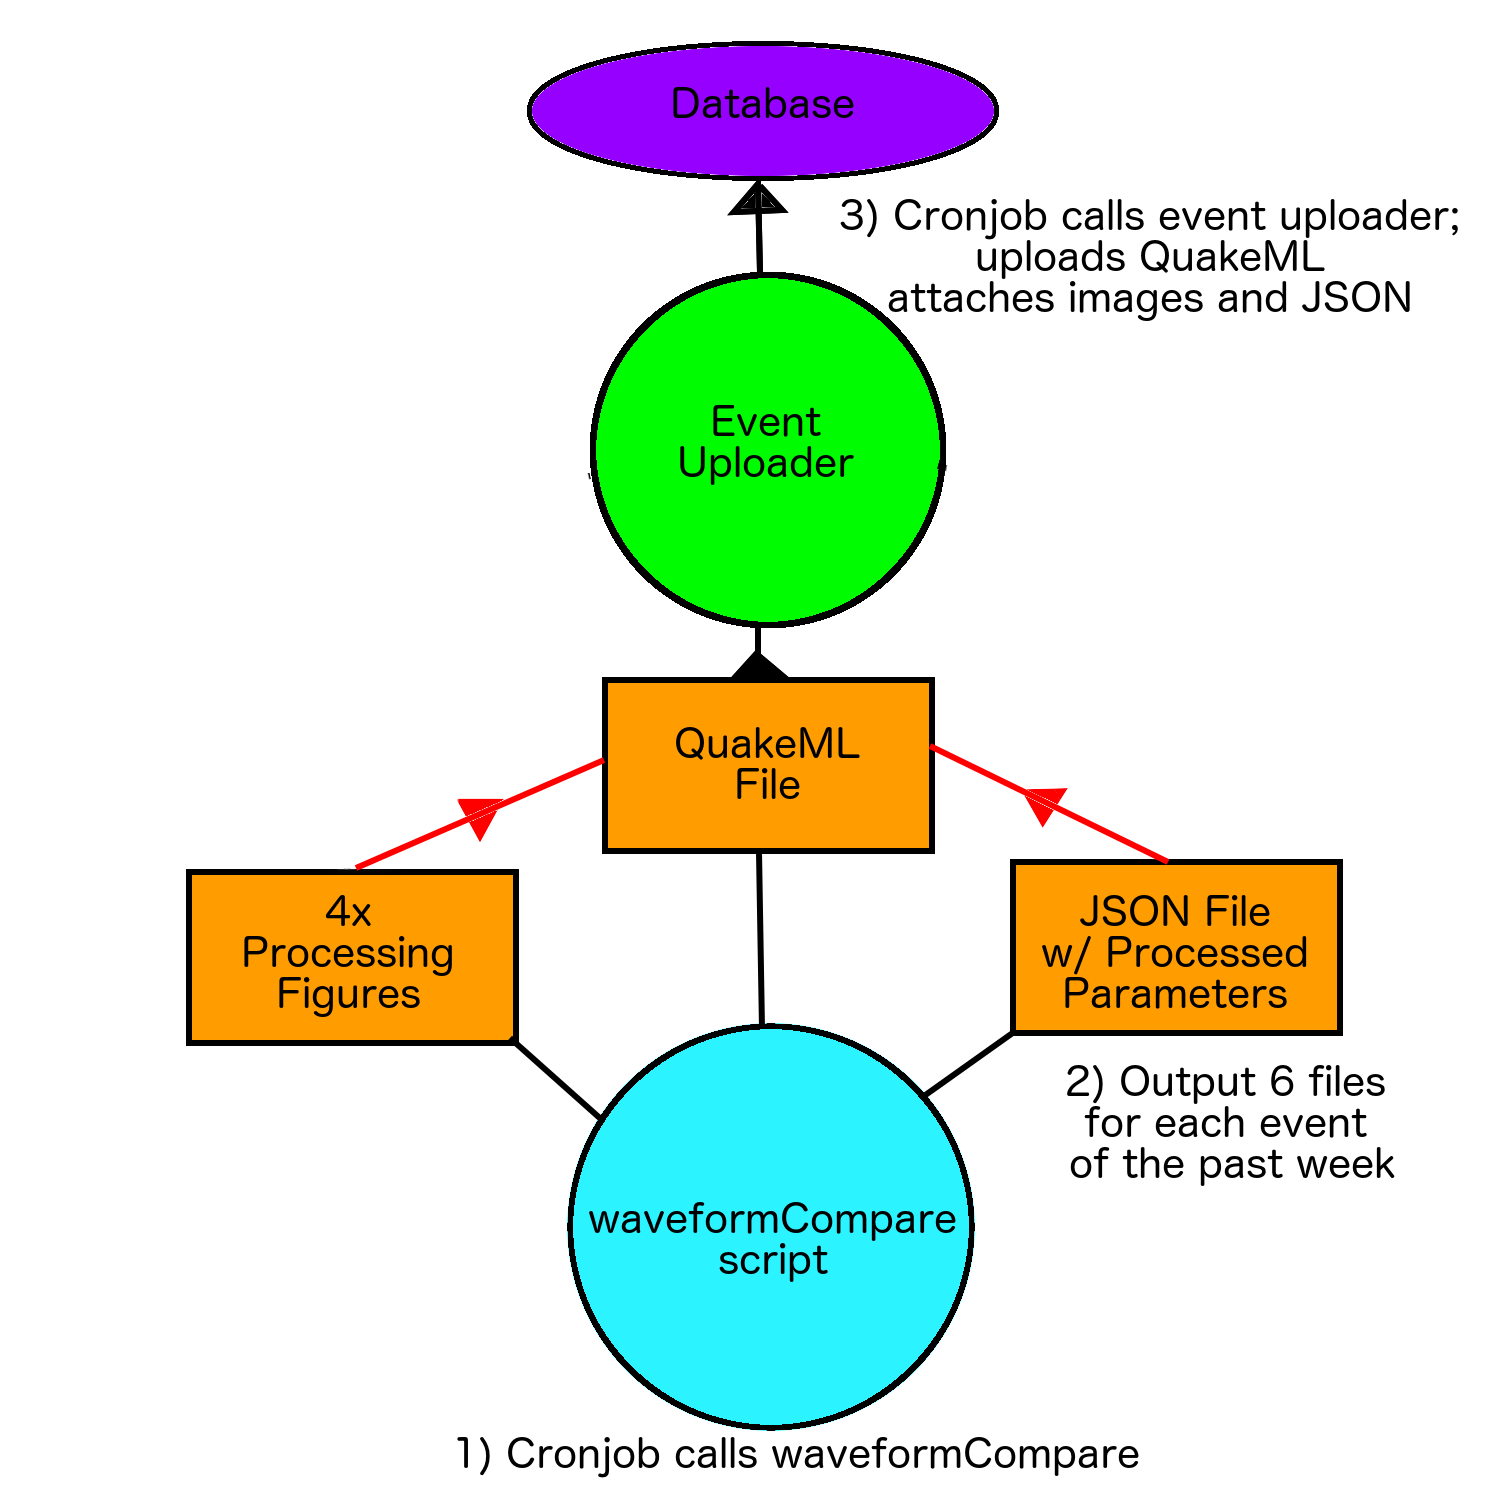 Database
3) Cronjob calls event uploader;
uploads QuakeML
attaches images and JSON
Event
Uploader
QuakeML
File
4x
Processing
Figures
JSON File
w/ Processed
Parameters
2) Output 6 files
for each event
of the past week
waveformCompare
script
1) Cronjob calls waveformCompare